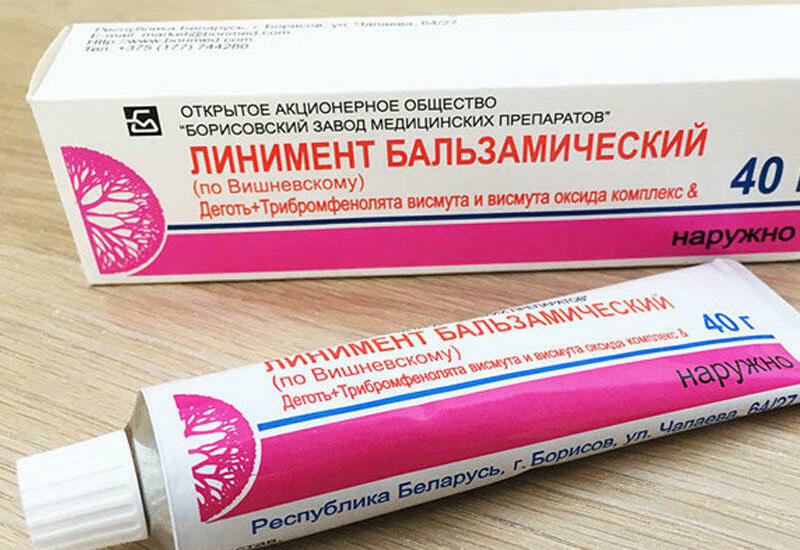 Республика Беларусь, г. Борисов, ул. Чапаева, 64/27
E-mail: market@borimed.com
Http://www.borimed.com
Тел. +375 (177) 744280
ОТКРЫТОЕ АКЦИОНЕРНОЕ ОБЩЕСТВО
"БОРИСОВСКИЙ ЗАВОД МЕДИЦИНСКИХ ПРЕПАРАТОВ"
ЛИНИМЕНТ БАЛЬЗАМИЧЕСКИЙ
(по Вишневскому)
Деготь+Трибромфенолята висмута и висмута оксида комплекс &
40 г
наружно
ПРЕПАРАТОВ"
ЛИНИМЕНТ БАЛЬЗАМИЧЕСКИЙ
(по Вишневскому)
Деготь+Трибромфенолята висмута и висмута оксида комплекс &
40 г
наружно
Республика Беларусь, г. Борисов, ул. Чапаева, 64/27